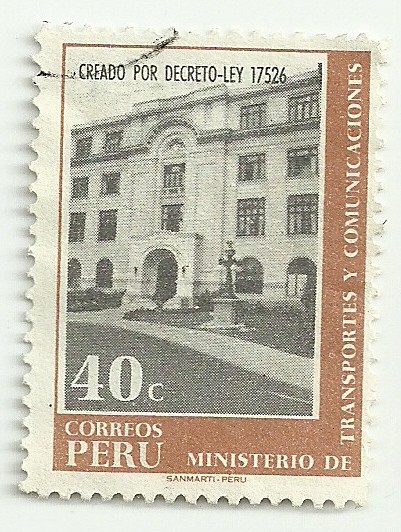 CREADO POR DECRETO-LEY 17526
40c
CORREOS
PERU
MINISTERIO DE TRANSPORTES Y COMUNICACIONES
SANMARTI-PERU